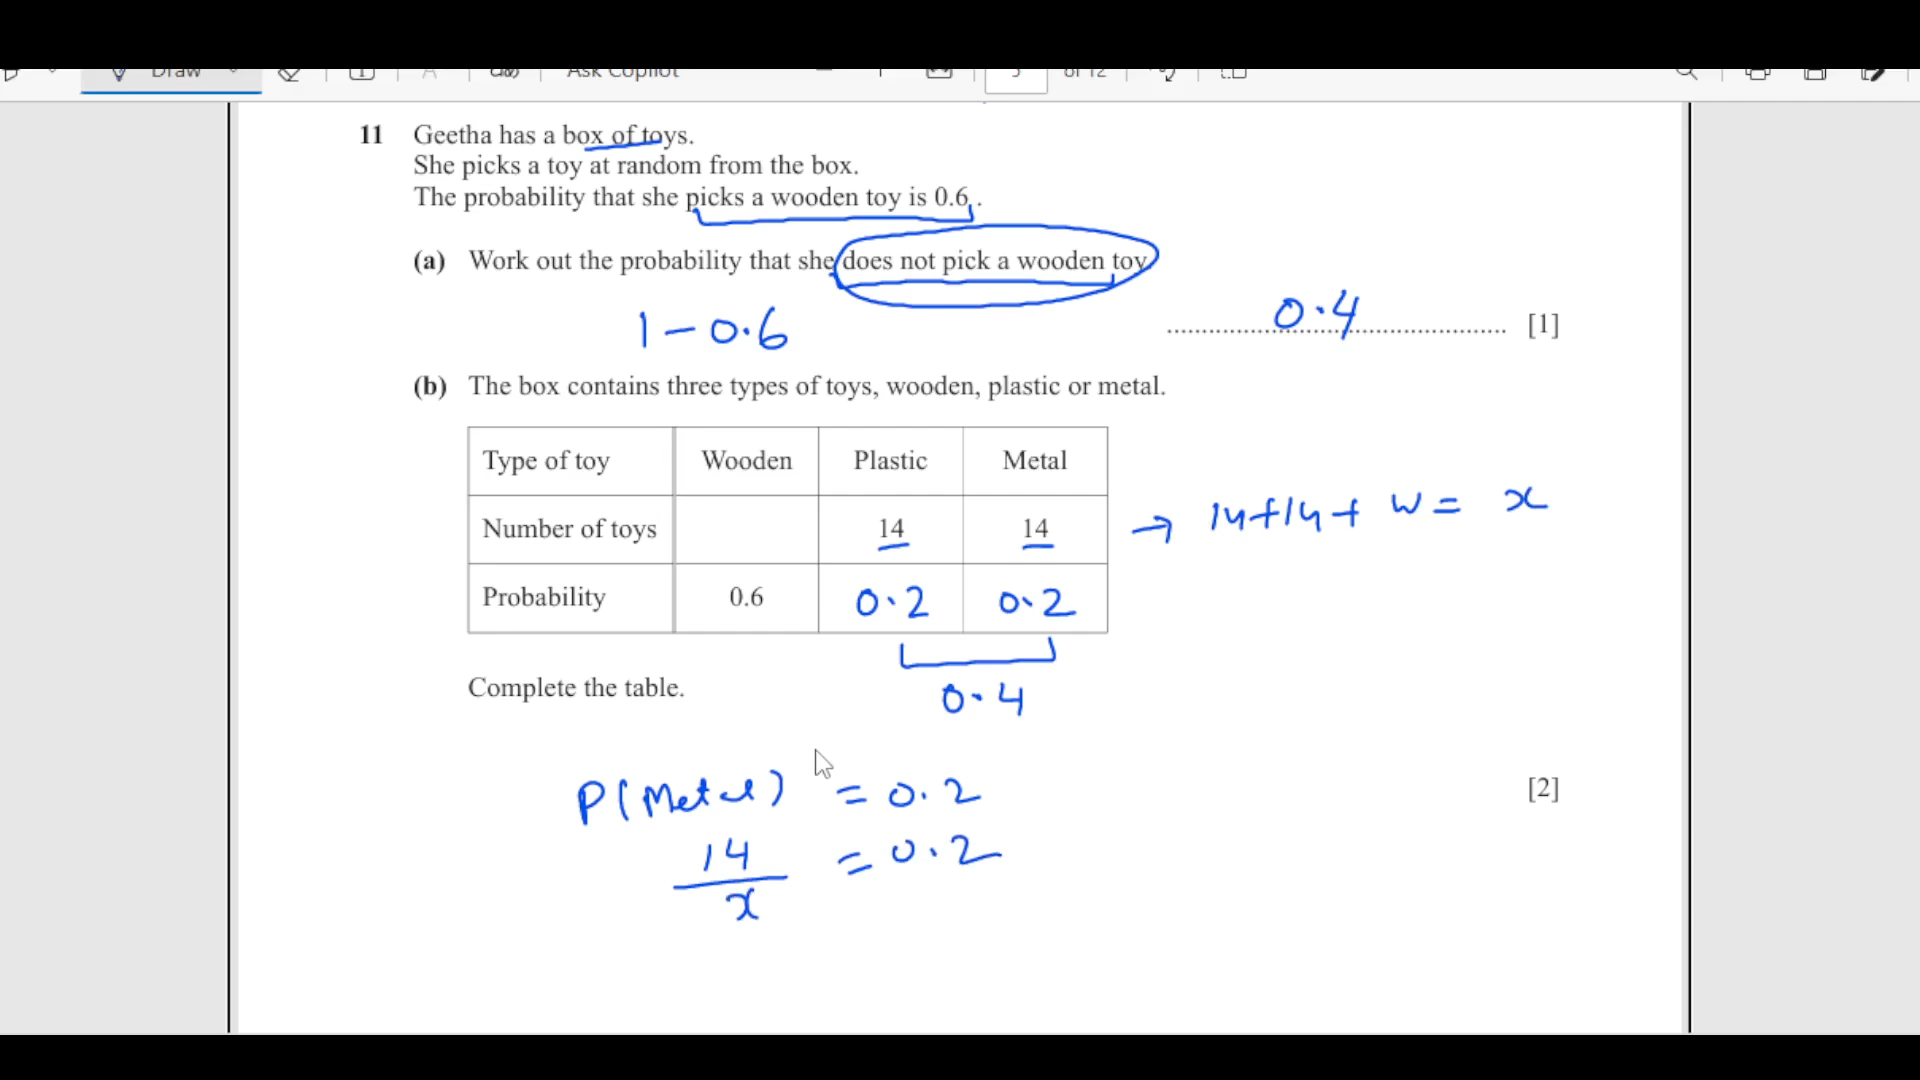 Draw Ask Copilot of 12
11 Geetha has a box of toys.
She picks a toy at random from the box.
The probability that she picks a wooden toy is 0.6 .
(a) Work out the probability that she does not pick a wooden toy
1 - 0.6 0.4 [1]
(b) The box contains three types of toys, wooden, plastic or metal.
Type of toy Wooden Plastic Metal
Number of toys 14 14 → 14+14+ w = x
Probability 0.6 0.2 0.2
Complete the table.
0.4
P(Metal) = 0.2
[2]
14/x = 0.2